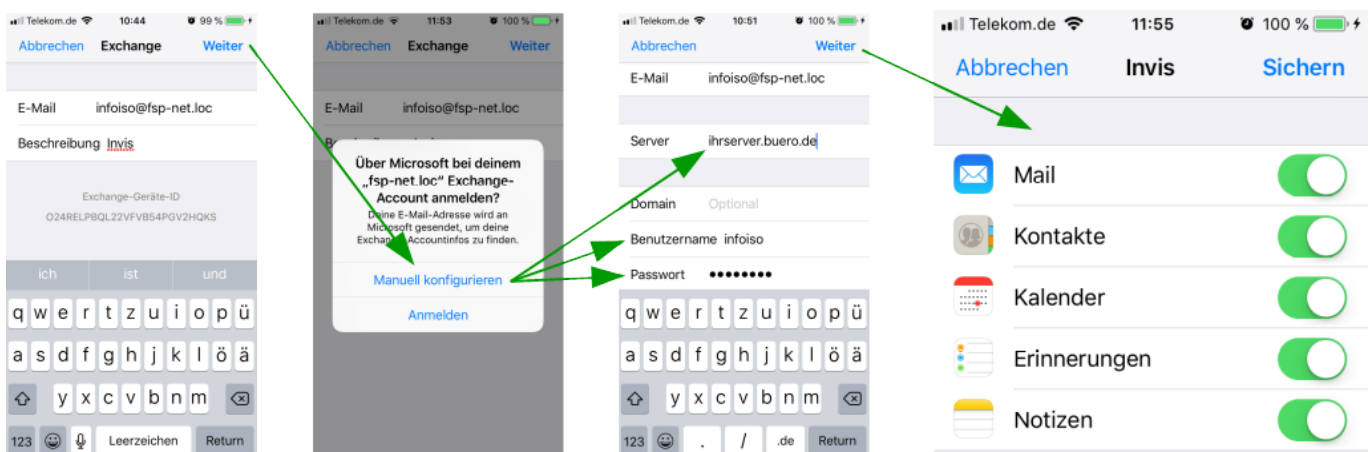 Telekom.de 10:44 99 %
Abbrechen Exchange Weiter
E-Mail infoiso@fsp-net.loc
Beschreibung Invis
Exchange-Geräte-ID
O24RELPBQL22VFVB54PGV2HQKS
ich ist und
q w e r t z u i o p ü
a s d f g h j k l ö ä
y x c v b n m
123 Leerzeichen Return
Telekom.de 11:53 100 %
Abbrechen Exchange Weiter
E-Mail infoiso@fsp-net.loc
Über Microsoft bei deinem
„fsp-net.loc“ Exchange-
Account anmelden?
Deine E-Mail-Adresse wird an
Microsoft gesendet, um deine
Exchange-Accountinfos zu finden.
Manuell konfigurieren
Anmelden
Telekom.de 10:51 100 %
Abbrechen Weiter
E-Mail infoiso@fsp-net.loc
Server ihrserver.buero.de
Domain Optional
Benutzername infoiso
Passwort ••••••••
q w e r t z u i o p ü
a s d f g h j k l ö ä
y x c v b n m
123 . / .de Return
Telekom.de 11:55 100 %
Abbrechen Invis Sichern
Mail
Kontakte
Kalender
Erinnerungen
Notizen